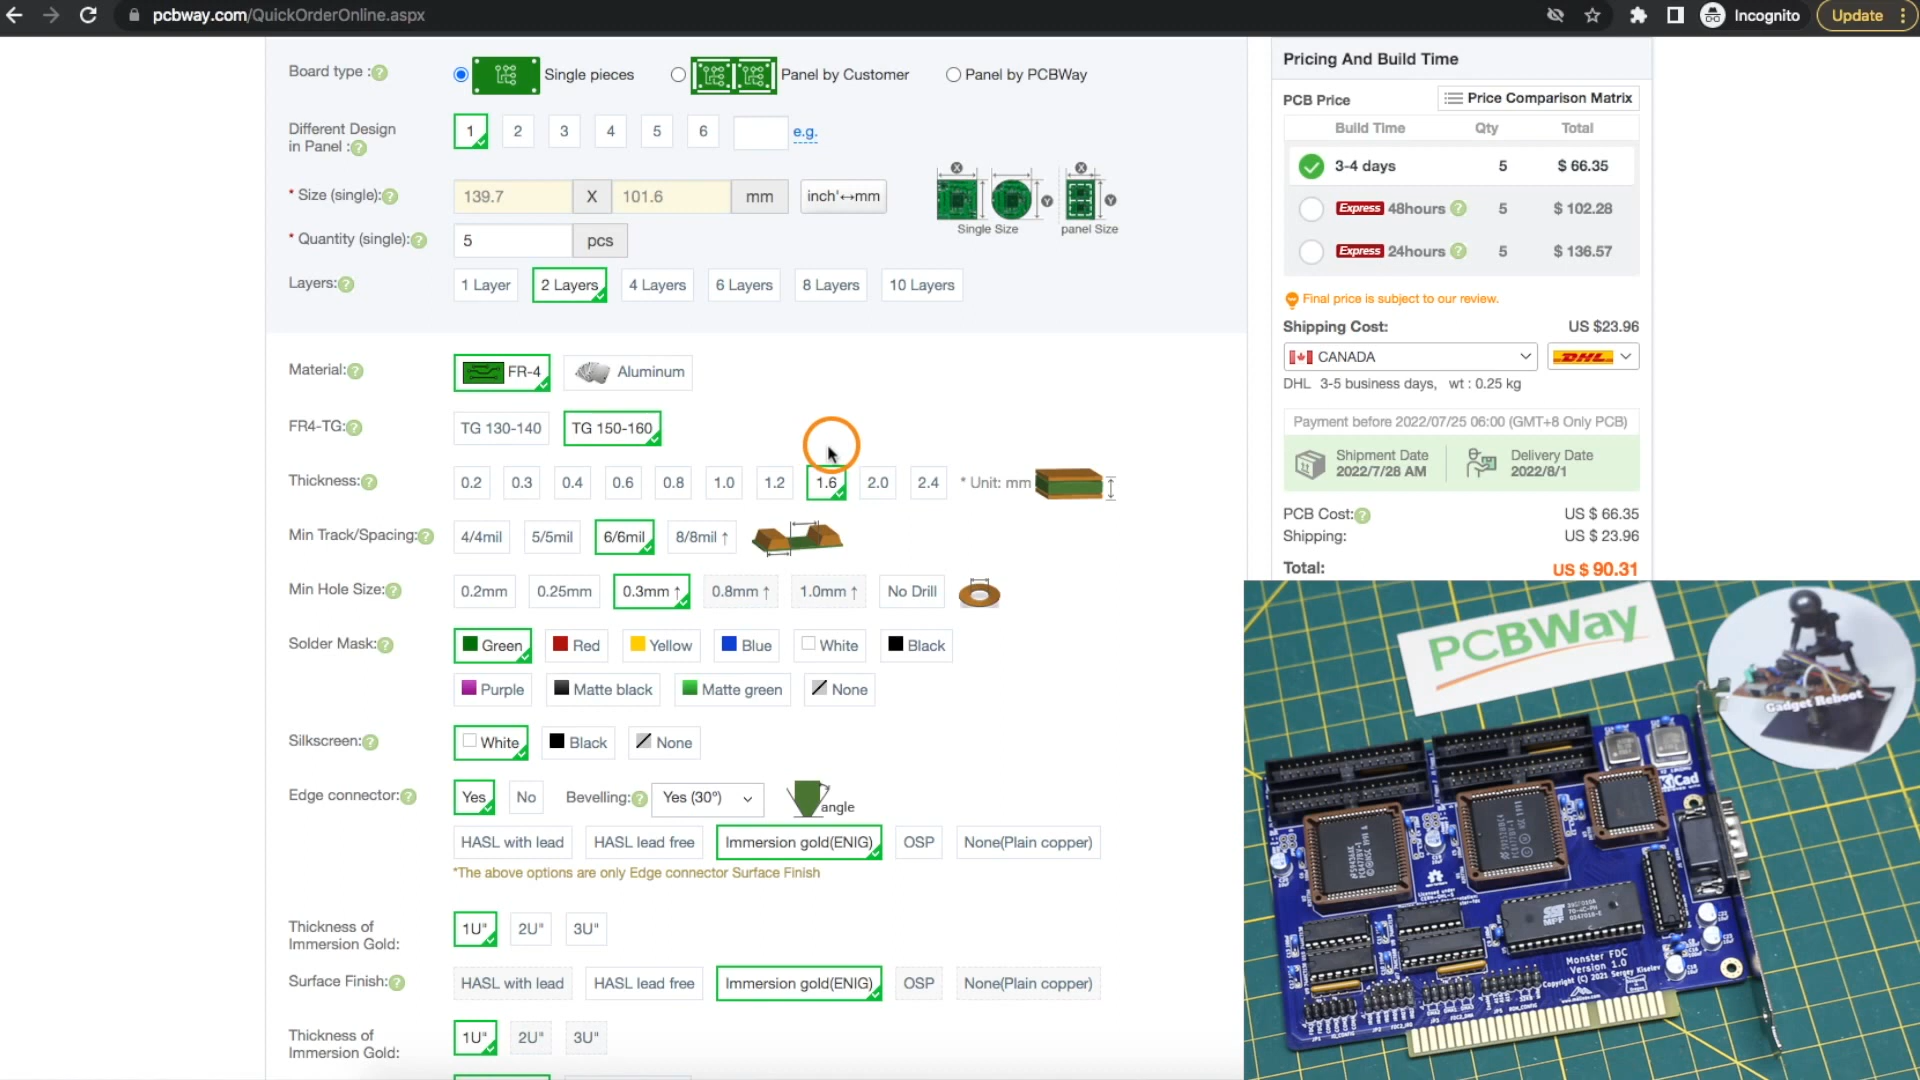 pcbway.com/QuickOrderOnline.aspx
Incognito
Update
Board type :
Single pieces
Panel by Customer
Panel by PCBWay
Different Design
in Panel :
1 2 3 4 5 6
e.g.
* Size (single):
139.7 X 101.6 mm
inch'↔mm
Single Size
panel Size
* Quantity (single):
5 pcs
Layers:
1 Layer 2 Layers 4 Layers 6 Layers 8 Layers 10 Layers
Material:
FR-4 Aluminum
FR4-TG:
TG 130-140 TG 150-160
Thickness:
0.2 0.3 0.4 0.6 0.8 1.0 1.2 1.6 2.0 2.4 * Unit: mm
Min Track/Spacing:
4/4mil 5/5mil 6/6mil 8/8mil ↑
Min Hole Size:
0.2mm 0.25mm 0.3mm ↑ 0.8mm ↑ 1.0mm ↑ No Drill
Solder Mask:
Green Red Yellow Blue White Black
Purple Matte black Matte green None
Silkscreen:
White Black None
Edge connector:
Yes No Bevelling: Yes (30°) angle
HASL with lead HASL lead free Immersion gold(ENIG) OSP None(Plain copper)
*The above options are only Edge connector Surface Finish
Thickness of
Immersion Gold:
1U" 2U" 3U"
Surface Finish:
HASL with lead HASL lead free Immersion gold(ENIG) OSP None(Plain copper)
Thickness of
Immersion Gold:
1U" 2U" 3U"
Pricing And Build Time
PCB Price
Price Comparison Matrix
Build Time Qty Total
3-4 days 5 $ 66.35
Express 48hours 5 $ 102.28
Express 24hours 5 $ 136.57
Final price is subject to our review.
Shipping Cost: US $23.96
CANADA DHL
DHL 3-5 business days, wt : 0.25 kg
Payment before 2022/07/25 06:00 (GMT+8 Only PCB)
Shipment Date
2022/7/28 AM
Delivery Date
2022/8/1
PCB Cost: US $ 66.35
Shipping: US $ 23.96
Total: US $ 90.31
PCBWay
Gadget Reboot
Monster FDC
Version 1.0
Copyright (C) 2021 Sergey Kiselev